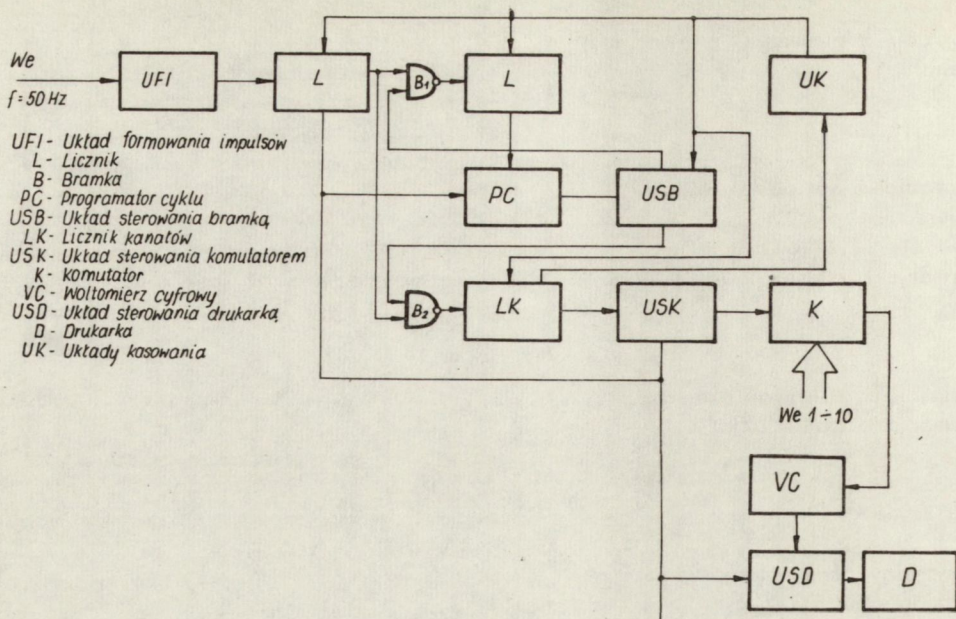 We
f = 50 Hz
UFI
L
B1
L
UK
PC
USB
UFI - Układ formowania impulsów
L - Licznik
B - Bramka
PC - Programator cyklu
USB - Układ sterowania bramką
LK - Licznik kanałów
USK - Układ sterowania komutatorem
K - Komutator
VC - Woltomierz cyfrowy
USD - Układ sterowania drukarką
D - Drukarka
UK - Układy kasowania
B2
LK
USK
K
We 1 ÷ 10
VC
USD
D